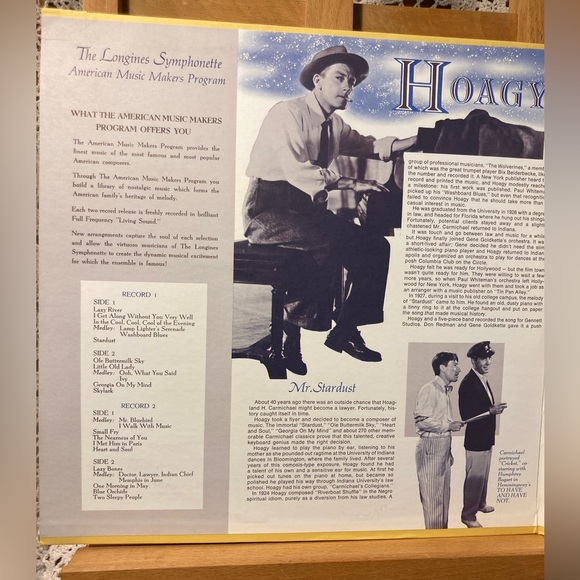 The Longines Symphonette
American Music Makers Program
WHAT THE AMERICAN MUSIC MAKERS
PROGRAM OFFERS YOU
The American Music Makers Program provides the
finest music of the most famous and most popular
American composers.
Through The American Music Makers Program you
build a library of nostalgic music which forms the
American family's heritage of melody.
Each two record release is freshly recorded in brilliant
Full Frequency "Living Sound."
New arrangements capture the soul of each selection
and allow the virtuoso musicians of The Longines
Symphonette to create the dynamic musical excitement
for which the ensemble is famous!
RECORD 1
SIDE 1
Lazy River
I Get Along Without You Very Well
In the Cool, Cool, Cool of the Evening
Medley: Lamp Lighter's Serenade
Washboard Blues
Stardust
SIDE 2
Ole Buttermilk Sky
Little Old Lady
Medley: Ooh, What You Said
Ivy
Georgia On My Mind
Skylark
RECORD 2
SIDE 1
Medley: Mr. Bluebird
I Walk With Music
Small Fry
The Nearness of You
I Met Him in Paris
Heart and Soul
SIDE 2
Lazy Bones
Medley: Doctor, Lawyer, Indian Chief
Memphis in June
One Morning in May
Blue Orchids
Two Sleepy People
HOAGY
Mr. Stardust
About 40 years ago there was an outside chance that Hoag-
land H. Carmichael might become a lawyer. Fortunately, his-
tory caught itself in time.
Hoagy took a flyer and decided to become a composer of
music. The immortal "Stardust," "Ole Buttermilk Sky," "Heart
and Soul," "Georgia On My Mind" and about 270 other mem-
orable Carmichael classics prove that this talented, creative
keyboard genius made the right decision.
Hoagy learned to play the piano by ear, listening to his
mother as she pounded out ragtime at the University of Indiana
dances in Bloomington, where the family lived. After several
years of this osmosis-type exposure, Hoagy found he had
a talent of his own and a sensitive ear for music. At first he
picked out tunes on the piano at home, but became so
polished he played his way through Indiana University's law
school. Hoagy had his own group, "Carmichael's Collegians."
In 1924 Hoagy composed "Riverboat Shuffle" in the Negro
spiritual idiom, purely as a diversion from his law studies. A
group of professional musicians, "The Wolverines," a memb
of which was the great trumpet player Bix Beiderbecke, lik
the number and recorded it. A New York publisher heard t
record and printed the music, and Hoagy modestly reach
a milestone: his first work was published. Paul Whitema
picked up his "Washboard Blues," but even that recognitio
failed to convince Hoagy that he should take more than
casual interest in music.
He was graduated from the University in 1926 with a degre
in law, and headed for Florida where he hung out his shing
Fortunately, potential clients stayed away and a slight
chastened Mr. Carmichael returned to Indiana.
It was touch and go between law and music for a while
but Hoagy finally joined Gene Goldkette's orchestra. It wa
a short-lived affair; Gene decided he didn't need the slim
athletic-looking piano player and Hoagy returned to Indian
apolis and organized an orchestra to play for dances at the
posh Columbia Club on the Circle.
Hoagy felt he was ready for Hollywood — but the film tow
wasn't quite ready for him. They were willing to wait a few
more years, so when Paul Whiteman's orchestra left Holly-
wood for New York, Hoagy went with them and took a job as
an arranger with a music publisher on "Tin Pan Alley."
In 1927, during a visit to his old college campus, the melody
of "Stardust" came to him. He found an old, dusty piano with
a tinny ring to it at the college hangout and put on paper
the song that made musical history.
Hoagy and a five-piece band recorded the song for Gennett
Studios. Don Redman and Gene Goldkette gave it a push
Carmichael
portrayed
"Cricket," co-
starring with
Humphrey
Bogart in
Hemmingway's
TO HAVE
AND HAVE
NOT.